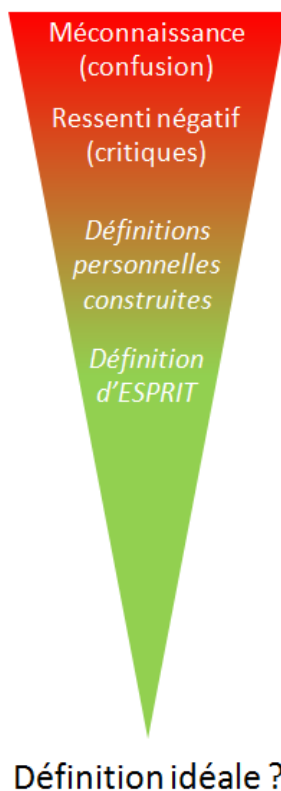 Méconnaissance
(confusion)
Ressenti négatif
(critiques)
Définitions
personnelles
construites
Définition
d'ESPRIT
Définition idéale ?